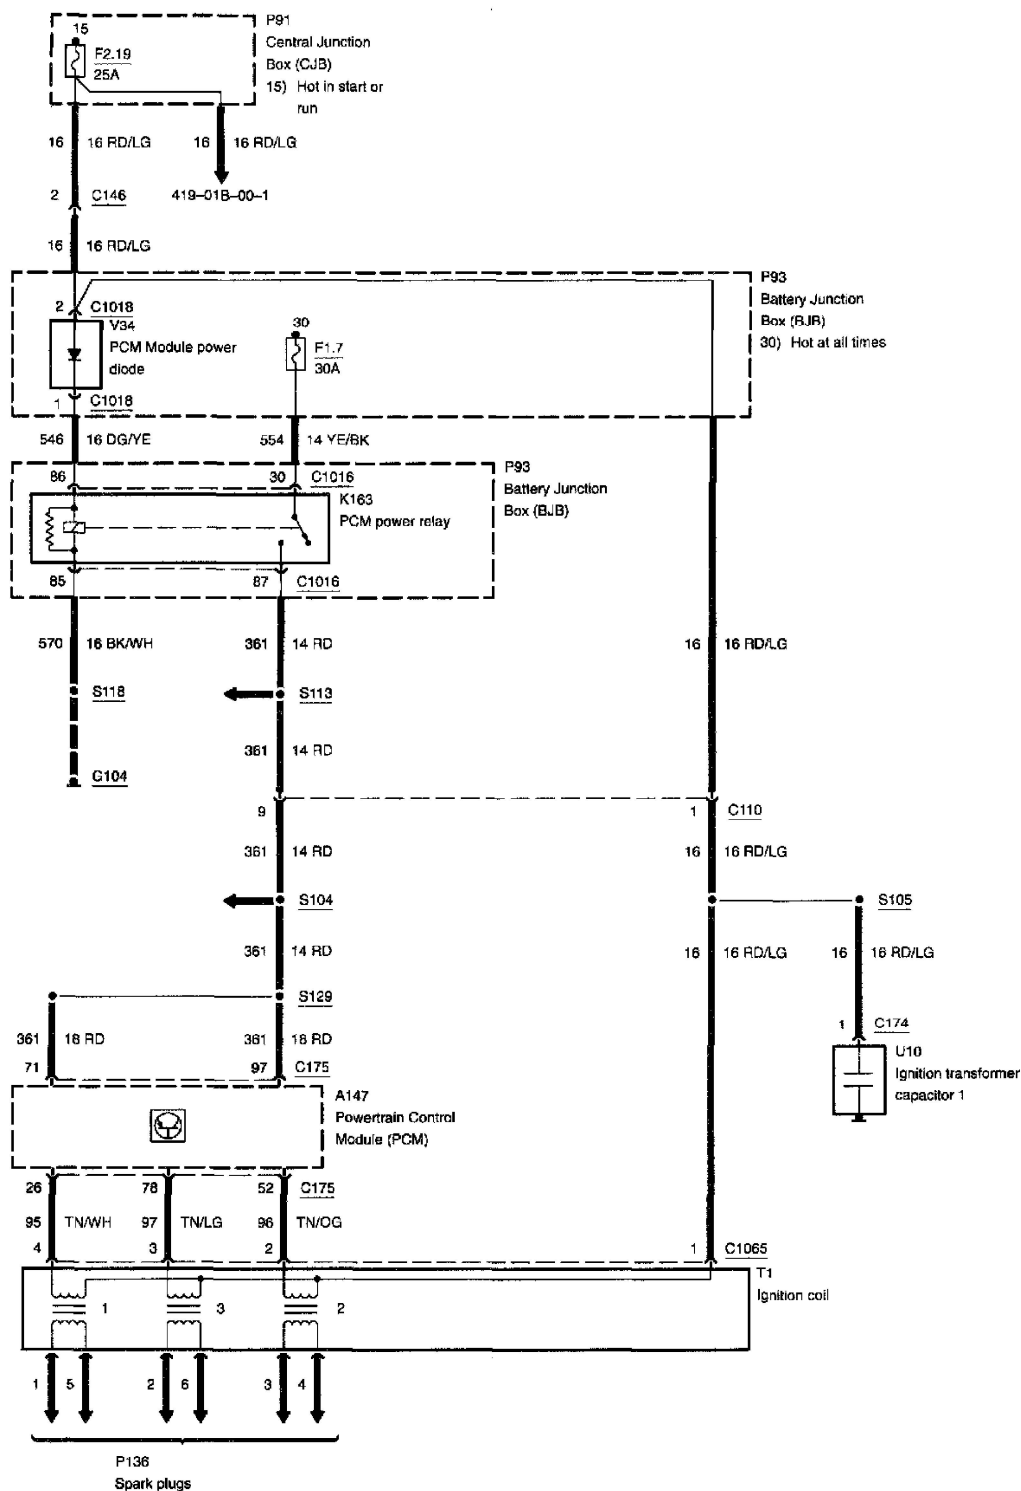 P91
Central Junction
Box (CJB)
15) Hot in start or
run
15
F2.19
25A
16 16 RD/LG
16 16 RD/LG
2 C146
419-01B-00-1
16 16 RD/LG
P93
Battery Junction
Box (BJB)
30) Hot at all times
2 C1018
V34
PCM Module power
diode
30
F1.7
30A
1 C1018
546 16 DG/YE
554 14 YE/BK
P93
Battery Junction
Box (BJB)
86
30 C1016
K163
PCM power relay
85
87 C1016
570 16 BK/WH
361 14 RD
16 16 RD/LG
S118
S113
361 14 RD
G104
9
1 C110
361 14 RD
16 16 RD/LG
S104
S105
361 14 RD
16 16 RD/LG
16 16 RD/LG
S129
361 18 RD
361 18 RD
1 C174
71
97 C175
U10
Ignition transformer
capacitor 1
A147
Powertrain Control
Module (PCM)
26
78
52 C175
95 TN/WH
97 TN/LG
96 TN/OG
4
3
2
1 C1065
T1
Ignition coil
1
3
2
1 5
2 6
3 4
P136
Spark plugs